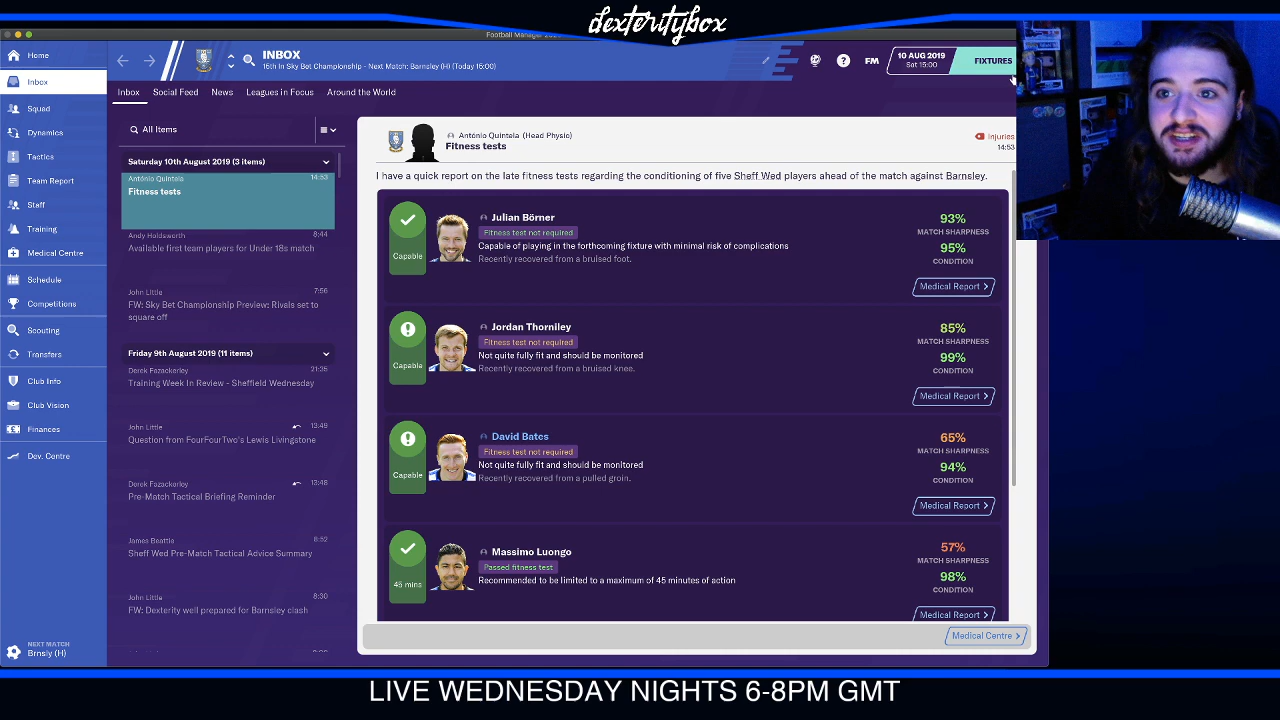 dexteritybox
Football Manager
INBOX
15th In Sky Bet Championship - Next Match: Barnsley (H) (Today 15:00)
FM
10 AUG 2019
Sat 15:00
FIXTURES
Home
Inbox
Squad
Dynamics
Tactics
Team Report
Staff
Training
Medical Centre
Schedule
Competitions
Scouting
Transfers
Club Info
Club Vision
Finances
Dev. Centre
NEXT MATCH
Brnsly (H)
Inbox
Social Feed
News
Leagues in Focus
Around the World
All Items
Saturday 10th August 2019 (3 items)
António Quintela 14:53
Fitness tests
Andy Holdsworth 8:44
Available first team players for Under 18s match
John Little 7:56
FW: Sky Bet Championship Preview: Rivals set to
square off
Friday 9th August 2019 (11 items)
Derek Fazackerley 21:35
Training Week In Review - Sheffield Wednesday
John Little 13:49
Question from FourFourTwo's Lewis Livingstone
Derek Fazackerley 13:48
Pre-Match Tactical Briefing Reminder
James Beattie 8:52
Sheff Wed Pre-Match Tactical Advice Summary
John Little 8:30
FW: Dexterity well prepared for Barnsley clash
António Quintela (Head Physio)
Fitness tests
Injuries
14:53
I have a quick report on the late fitness tests regarding the conditioning of five Sheff Wed players ahead of the match against Barnsley.
Capable
Julian Börner
Fitness test not required
Capable of playing in the forthcoming fixture with minimal risk of complications
Recently recovered from a bruised foot.
93%
MATCH SHARPNESS
95%
CONDITION
Medical Report
Capable
Jordan Thorniley
Fitness test not required
Not quite fully fit and should be monitored
Recently recovered from a bruised knee.
85%
MATCH SHARPNESS
99%
CONDITION
Medical Report
Capable
David Bates
Fitness test not required
Not quite fully fit and should be monitored
Recently recovered from a pulled groin.
65%
MATCH SHARPNESS
94%
CONDITION
Medical Report
45 mins
Massimo Luongo
Passed fitness test
Recommended to be limited to a maximum of 45 minutes of action
57%
MATCH SHARPNESS
98%
CONDITION
Medical Report
Medical Centre
LIVE WEDNESDAY NIGHTS 6-8PM GMT